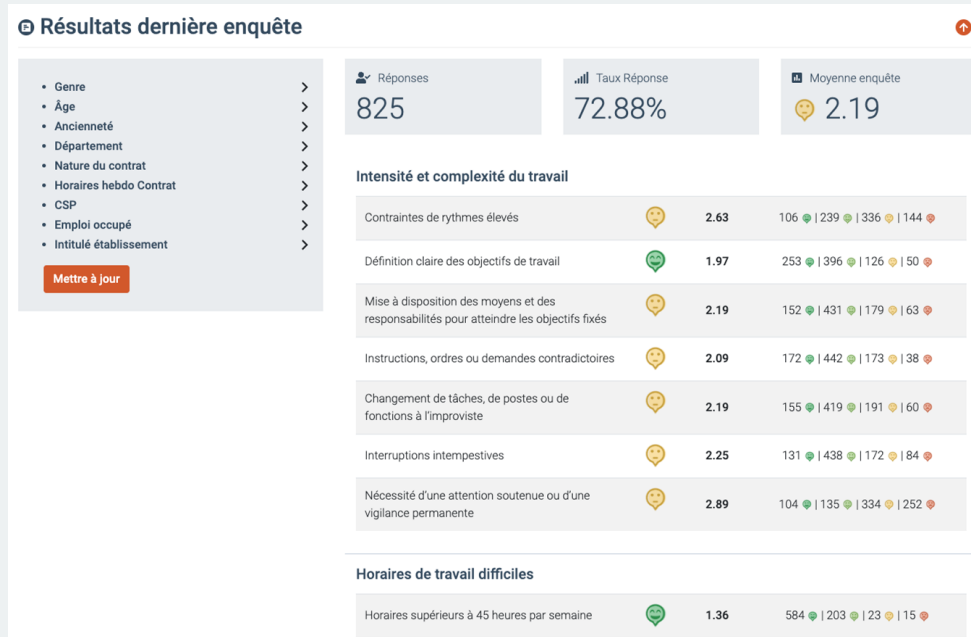 Résultats dernière enquête
Genre
Âge
Ancienneté
Département
Nature du contrat
Horaires hebdo Contrat
CSP
Emploi occupé
Intitulé établissement
Mettre à jour
Réponses
825
Taux Réponse
72.88%
Moyenne enquête
2.19
Intensité et complexité du travail
Contraintes de rythmes élevés 2.63 106 | 239 | 336 | 144
Définition claire des objectifs de travail 1.97 253 | 396 | 126 | 50
Mise à disposition des moyens et des
responsabilités pour atteindre les objectifs fixés 2.19 152 | 431 | 179 | 63
Instructions, ordres ou demandes contradictoires 2.09 172 | 442 | 173 | 38
Changement de tâches, de postes ou de
fonctions à l'improviste 2.19 155 | 419 | 191 | 60
Interruptions intempestives 2.25 131 | 438 | 172 | 84
Nécessité d'une attention soutenue ou d'une
vigilance permanente 2.89 104 | 135 | 334 | 252
Horaires de travail difficiles
Horaires supérieurs à 45 heures par semaine 1.36 584 | 203 | 23 | 15